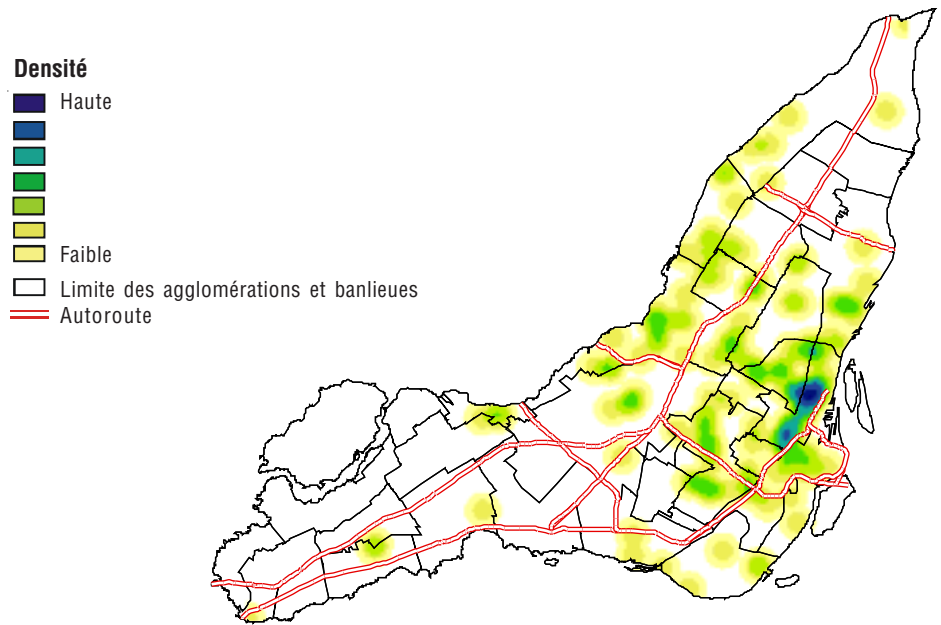 Densité
Haute
Faible
Limite des agglomérations et banlieues
Autoroute